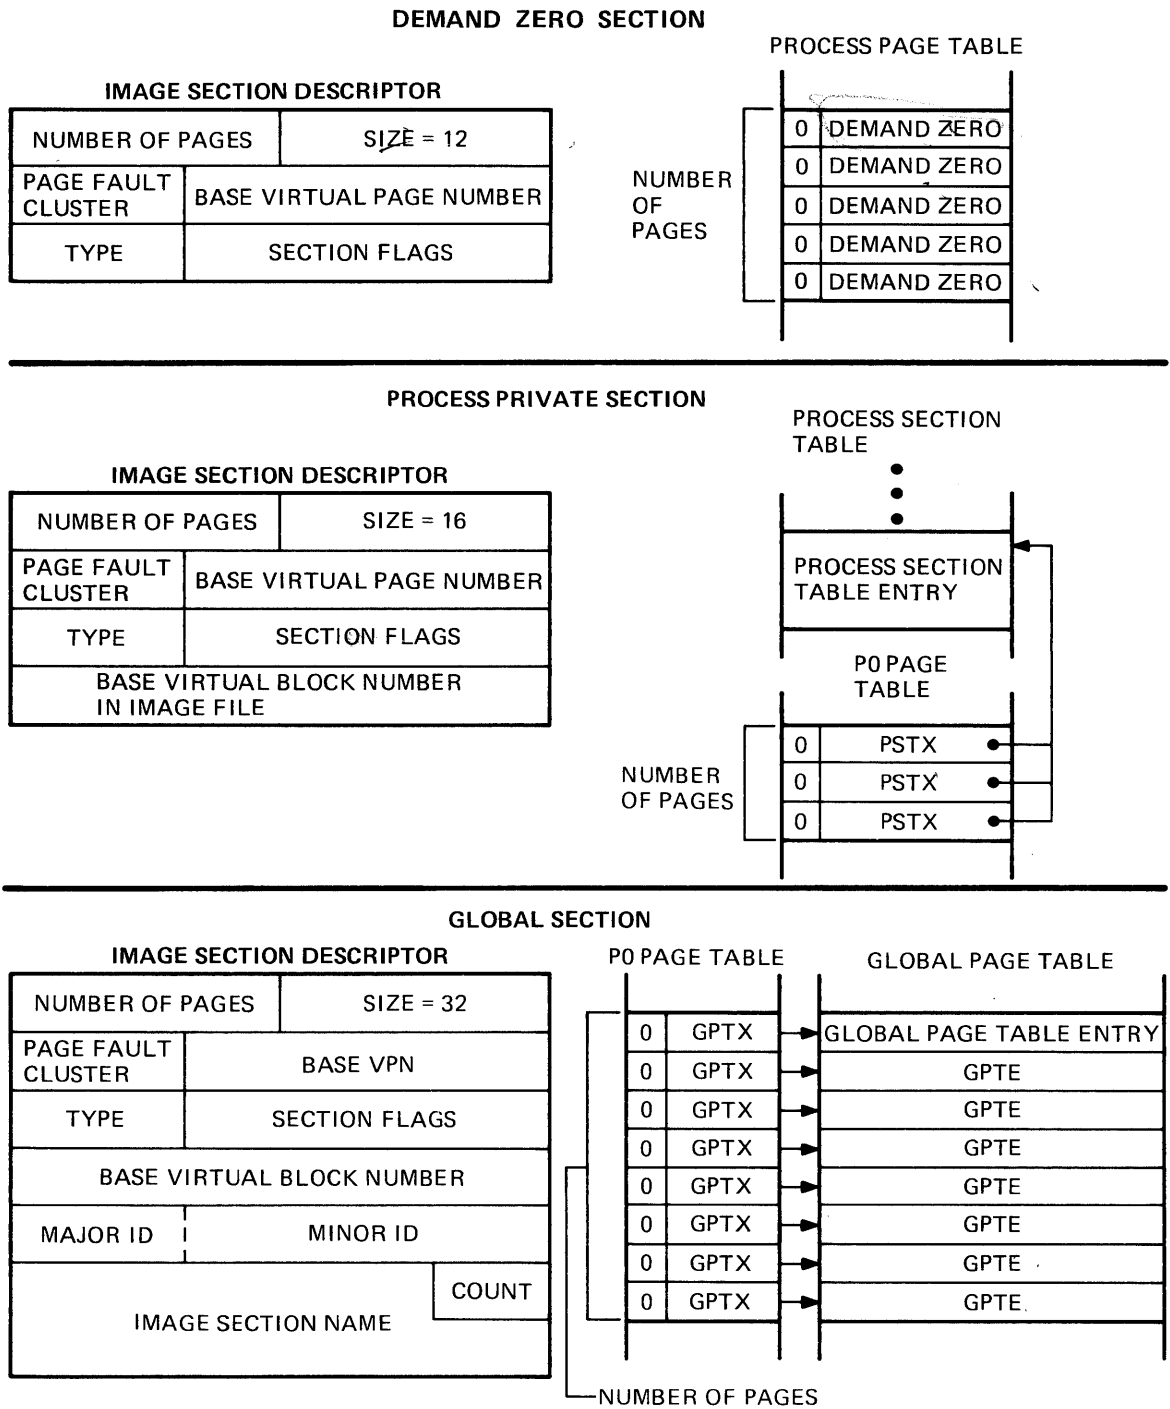 DEMAND ZERO SECTION
PROCESS PAGE TABLE
IMAGE SECTION DESCRIPTOR
NUMBER OF PAGES
SIZE = 12
PAGE FAULT
CLUSTER
BASE VIRTUAL PAGE NUMBER
TYPE
SECTION FLAGS
NUMBER
OF
PAGES
0 DEMAND ZERO
0 DEMAND ZERO
0 DEMAND ZERO
0 DEMAND ZERO
0 DEMAND ZERO
PROCESS PRIVATE SECTION
PROCESS SECTION
TABLE
IMAGE SECTION DESCRIPTOR
NUMBER OF PAGES
SIZE = 16
PAGE FAULT
CLUSTER
BASE VIRTUAL PAGE NUMBER
TYPE
SECTION FLAGS
BASE VIRTUAL BLOCK NUMBER
IN IMAGE FILE
PROCESS SECTION
TABLE ENTRY
P0 PAGE
TABLE
NUMBER
OF PAGES
0 PSTX
0 PSTX
0 PSTX
GLOBAL SECTION
IMAGE SECTION DESCRIPTOR
P0 PAGE TABLE
GLOBAL PAGE TABLE
NUMBER OF PAGES
SIZE = 32
PAGE FAULT
CLUSTER
BASE VPN
TYPE
SECTION FLAGS
BASE VIRTUAL BLOCK NUMBER
MAJOR ID
MINOR ID
COUNT
IMAGE SECTION NAME
0 GPTX GLOBAL PAGE TABLE ENTRY
0 GPTX GPTE
0 GPTX GPTE
0 GPTX GPTE
0 GPTX GPTE
0 GPTX GPTE
0 GPTX GPTE
0 GPTX GPTE
NUMBER OF PAGES